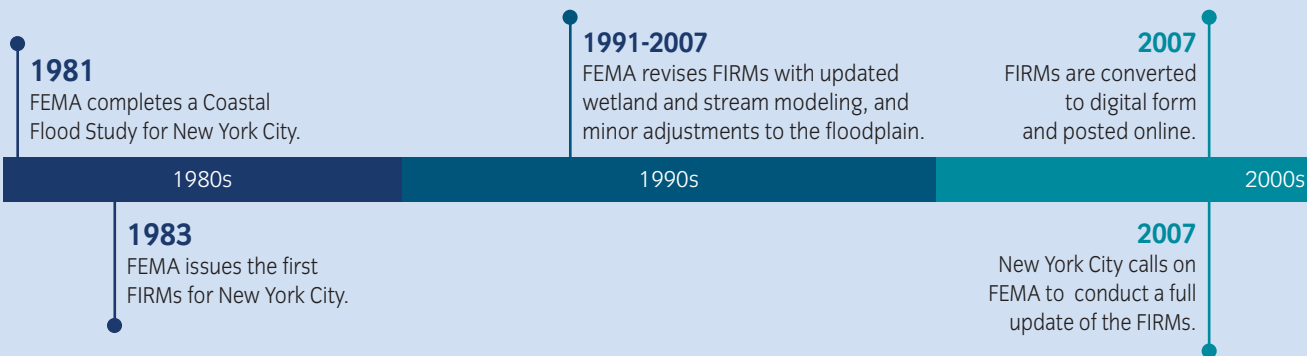 1981
FEMA completes a Coastal
Flood Study for New York City.
1991-2007
FEMA revises FIRMs with updated
wetland and stream modeling, and
minor adjustments to the floodplain.
2007
FIRMs are converted
to digital form
and posted online.
1980s
1990s
2000s
1983
FEMA issues the first
FIRMs for New York City.
2007
New York City calls on
FEMA to conduct a full
update of the FIRMs.